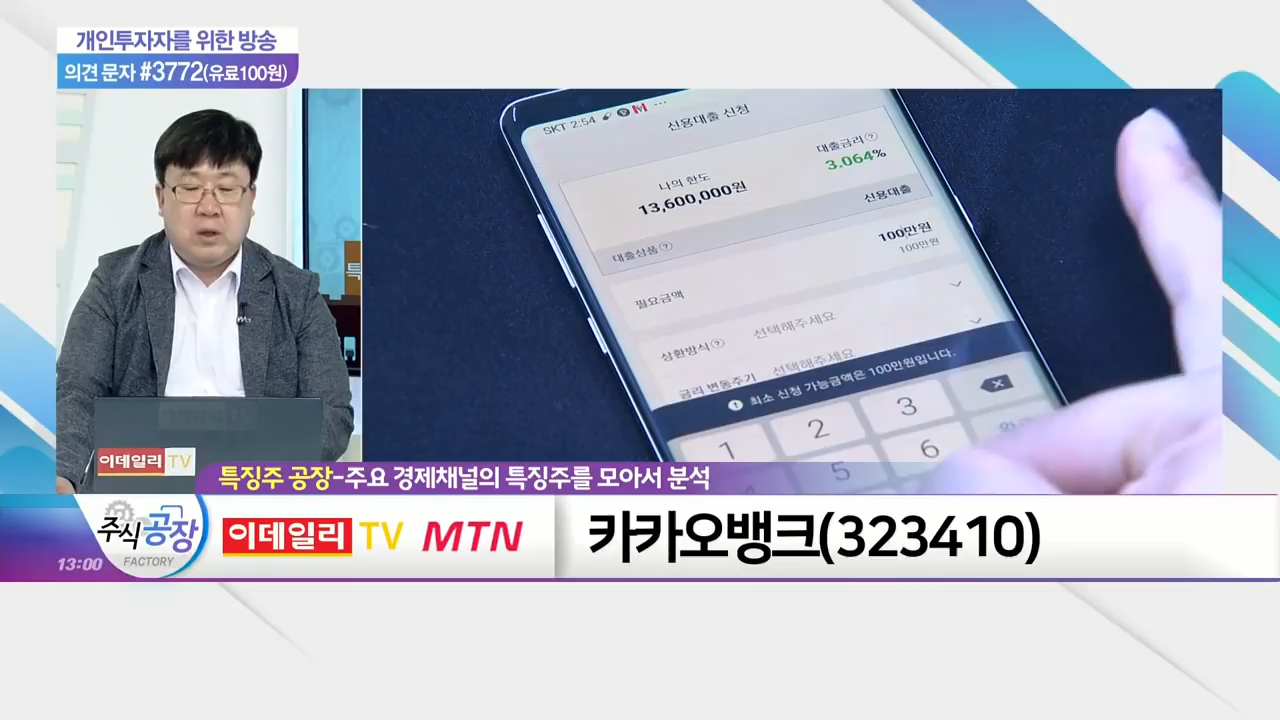 개인투자자를 위한 방송
의견 문자 #3772(유료100원)
SKT 2:54
신용대출 신청
나의 한도
대출금리
13,600,000원
3.064%
신용대출
대출상품
100만원
100만원
필요금액
상환방식
선택해주세요
금리 변동주기
선택해주세요
최소 신청 가능금액은 100만원입니다.
1 2 3
5 6
이데일리 TV
특징주 공장-주요 경제채널의 특징주를 모아서 분석
주식공장
FACTORY
13:00
이데일리 TV
MTN
카카오뱅크(323410)